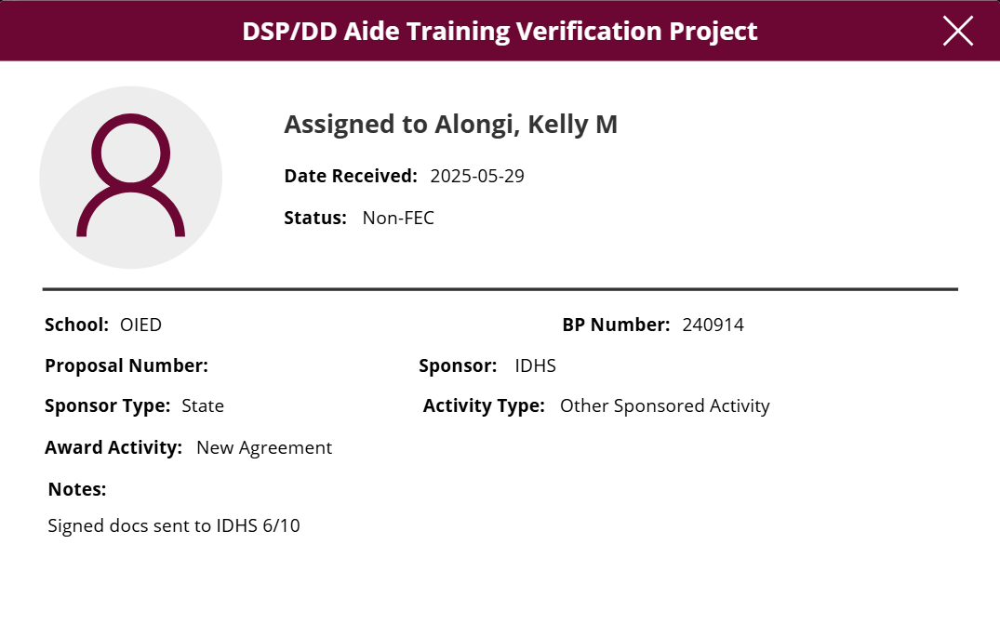 DSP/DD Aide Training Verification Project
Assigned to Alongi, Kelly M
Date Received: 2025-05-29
Status: Non-FEC
School: OIED BP Number: 240914
Proposal Number: Sponsor: IDHS
Sponsor Type: State Activity Type: Other Sponsored Activity
Award Activity: New Agreement
Notes:
Signed docs sent to IDHS 6/10